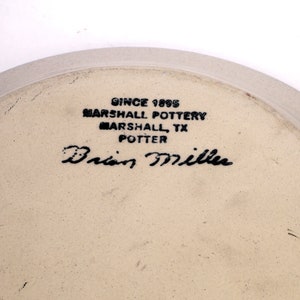 SINCE 1895
MARSHALL POTTERY
MARSHALL, TX
POTTER
Brian Miller